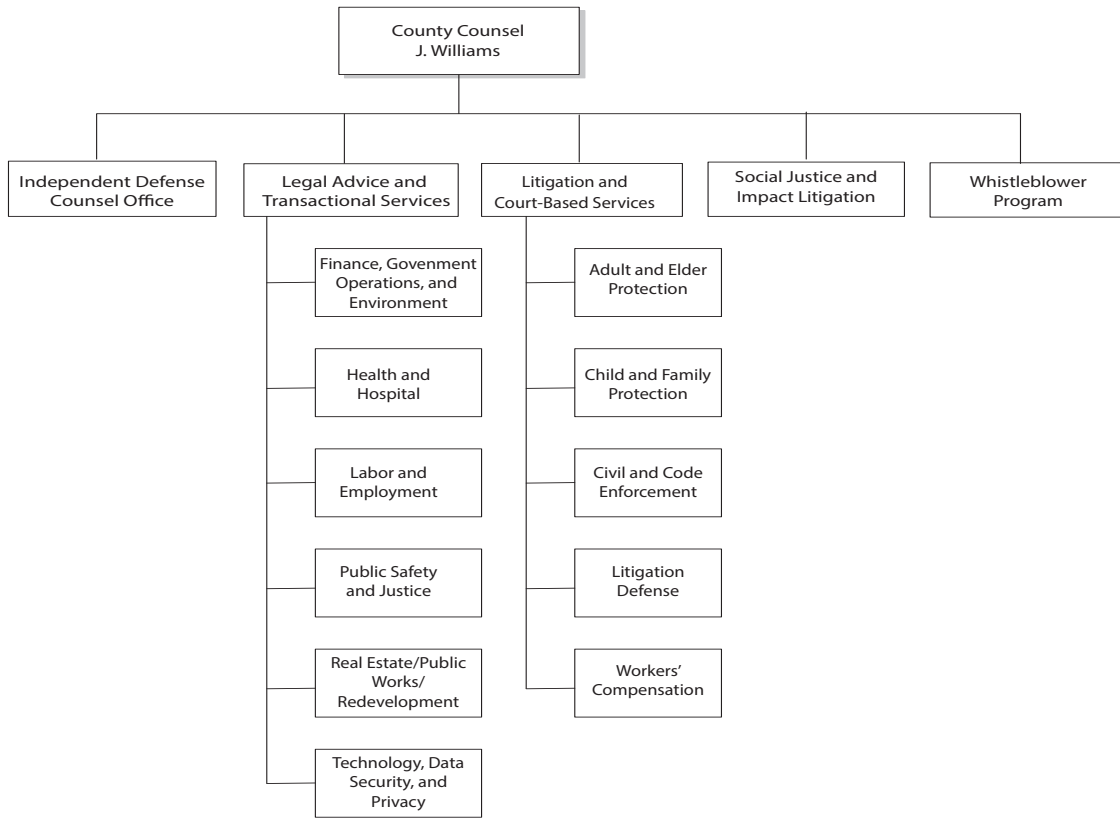 County Counsel
J. Williams
Independent Defense
Counsel Office
Legal Advice and
Transactional Services
Litigation and
Court-Based Services
Social Justice and
Impact Litigation
Whistleblower
Program
Finance, Govenment
Operations, and
Environment
Health and
Hospital
Labor and
Employment
Public Safety
and Justice
Real Estate/Public
Works/
Redevelopment
Technology, Data
Security, and
Privacy
Adult and Elder
Protection
Child and Family
Protection
Civil and Code
Enforcement
Litigation
Defense
Workers’
Compensation